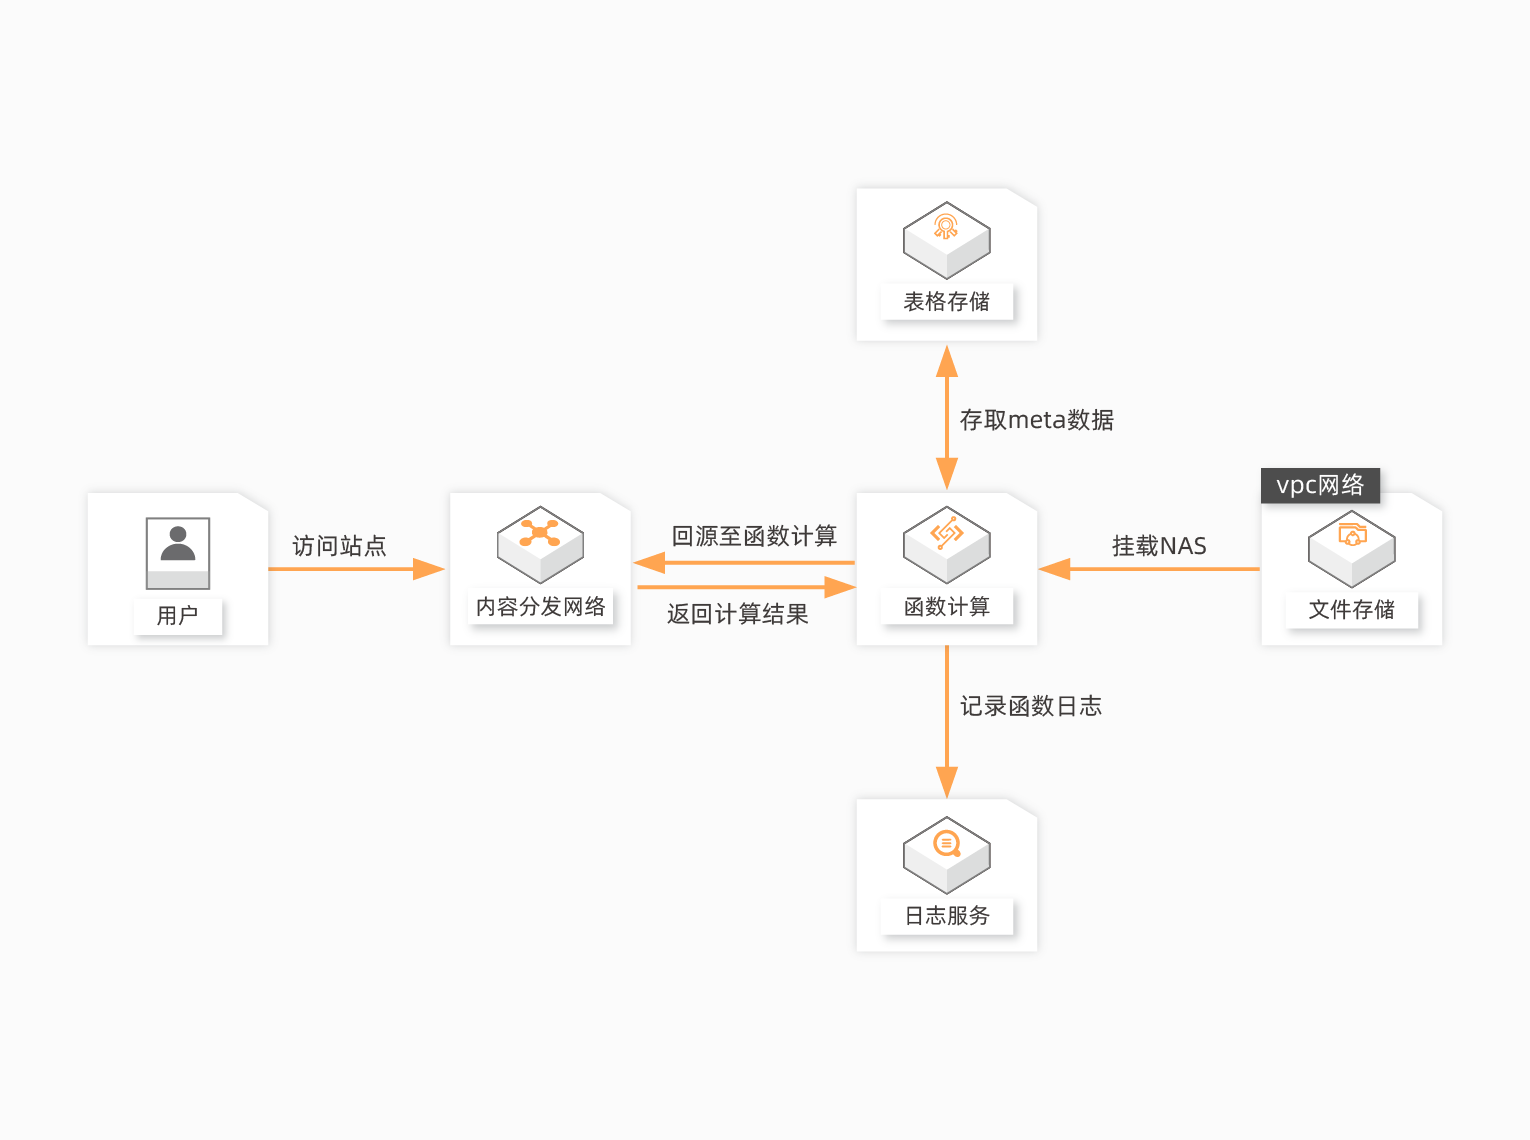 表格存储
存取meta数据
vpc网络
访问站点
回源至函数计算
挂载NAS
用户
内容分发网络
返回计算结果
函数计算
文件存储
记录函数日志
日志服务